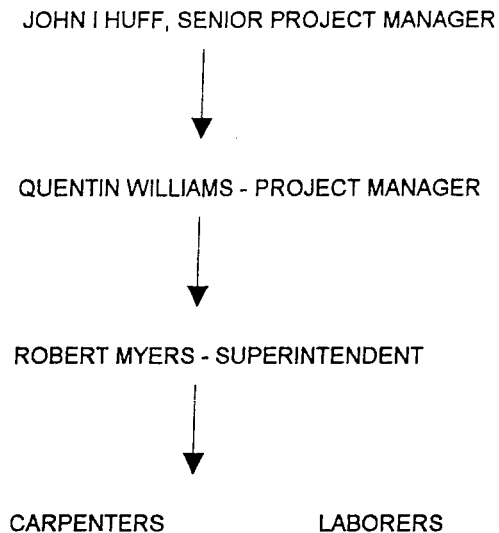 JOHN I HUFF, SENIOR PROJECT MANAGER
QUENTIN WILLIAMS - PROJECT MANAGER
ROBERT MYERS - SUPERINTENDENT
CARPENTERS LABORERS